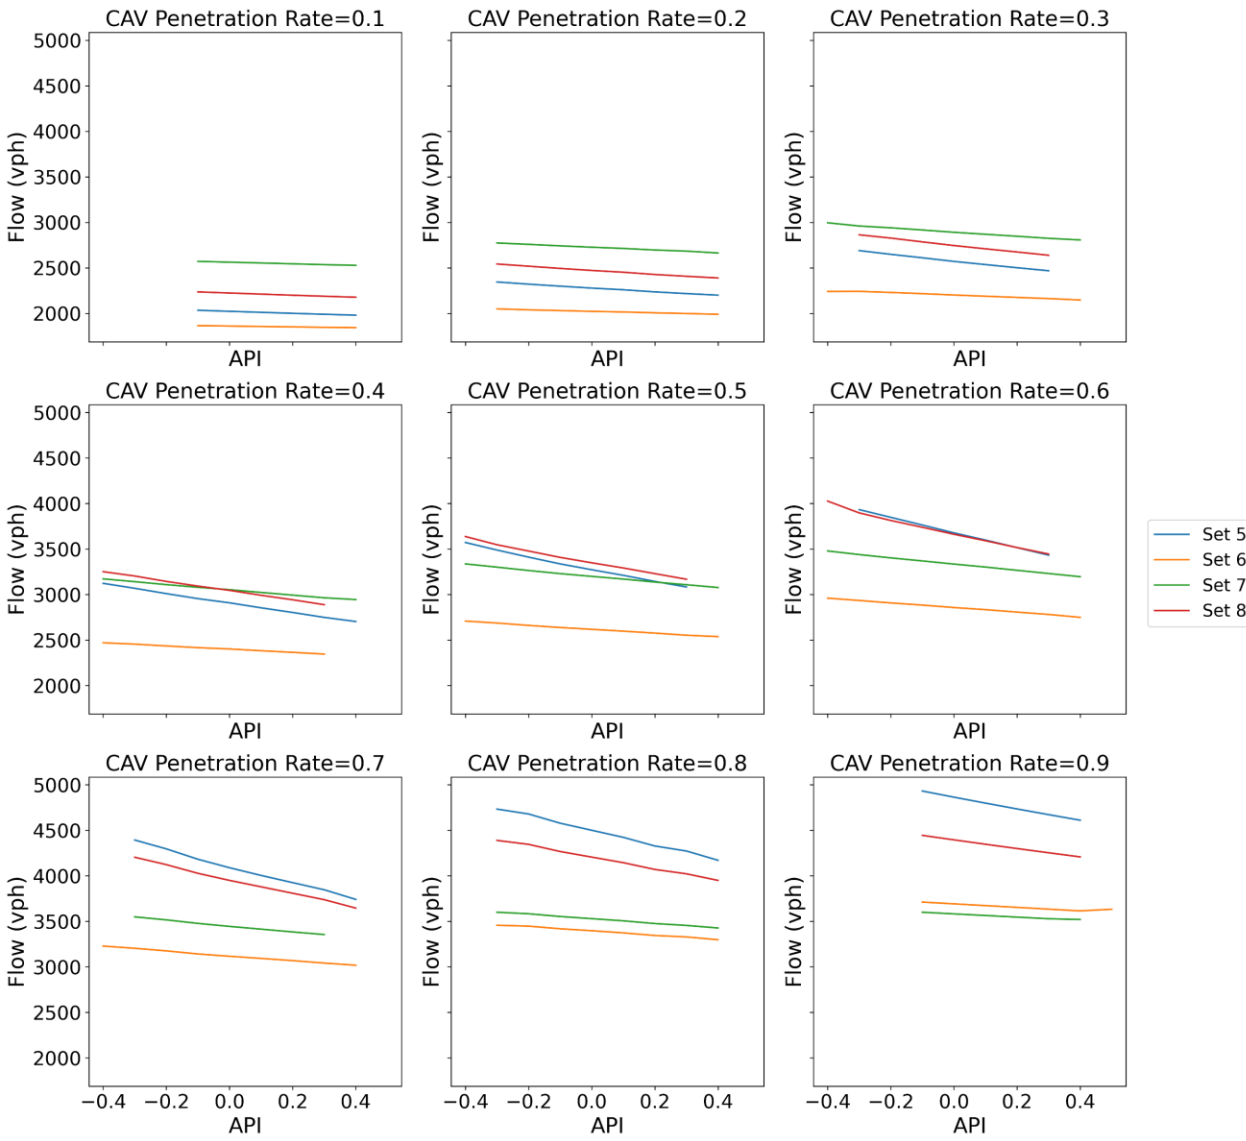 CAV Penetration Rate=0.1
CAV Penetration Rate=0.2
CAV Penetration Rate=0.3
5000
4500
4000
3500
3000
2500
2000
Flow (vph)
Flow (vph)
Flow (vph)
API
API
API
CAV Penetration Rate=0.4
CAV Penetration Rate=0.5
CAV Penetration Rate=0.6
5000
4500
4000
3500
3000
2500
2000
Flow (vph)
Flow (vph)
Flow (vph)
API
API
API
Set 5
Set 6
Set 7
Set 8
CAV Penetration Rate=0.7
CAV Penetration Rate=0.8
CAV Penetration Rate=0.9
5000
4500
4000
3500
3000
2500
2000
Flow (vph)
Flow (vph)
Flow (vph)
−0.4 −0.2 0.0 0.2 0.4
−0.4 −0.2 0.0 0.2 0.4
−0.4 −0.2 0.0 0.2 0.4
API
API
API